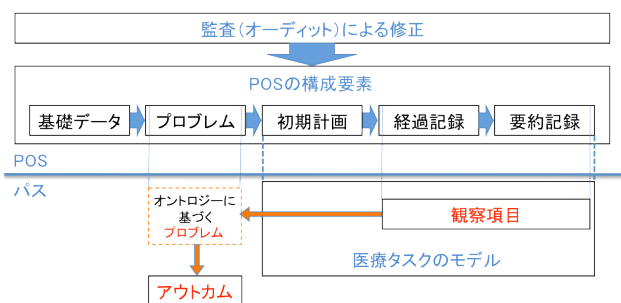 監査（オーディット）による修正
POSの構成要素
基礎データ
プロブレム
初期計画
経過記録
要約記録
POS
パス
オントロジーに
基づく
プロブレム
観察項目
医療タスクのモデル
アウトカム